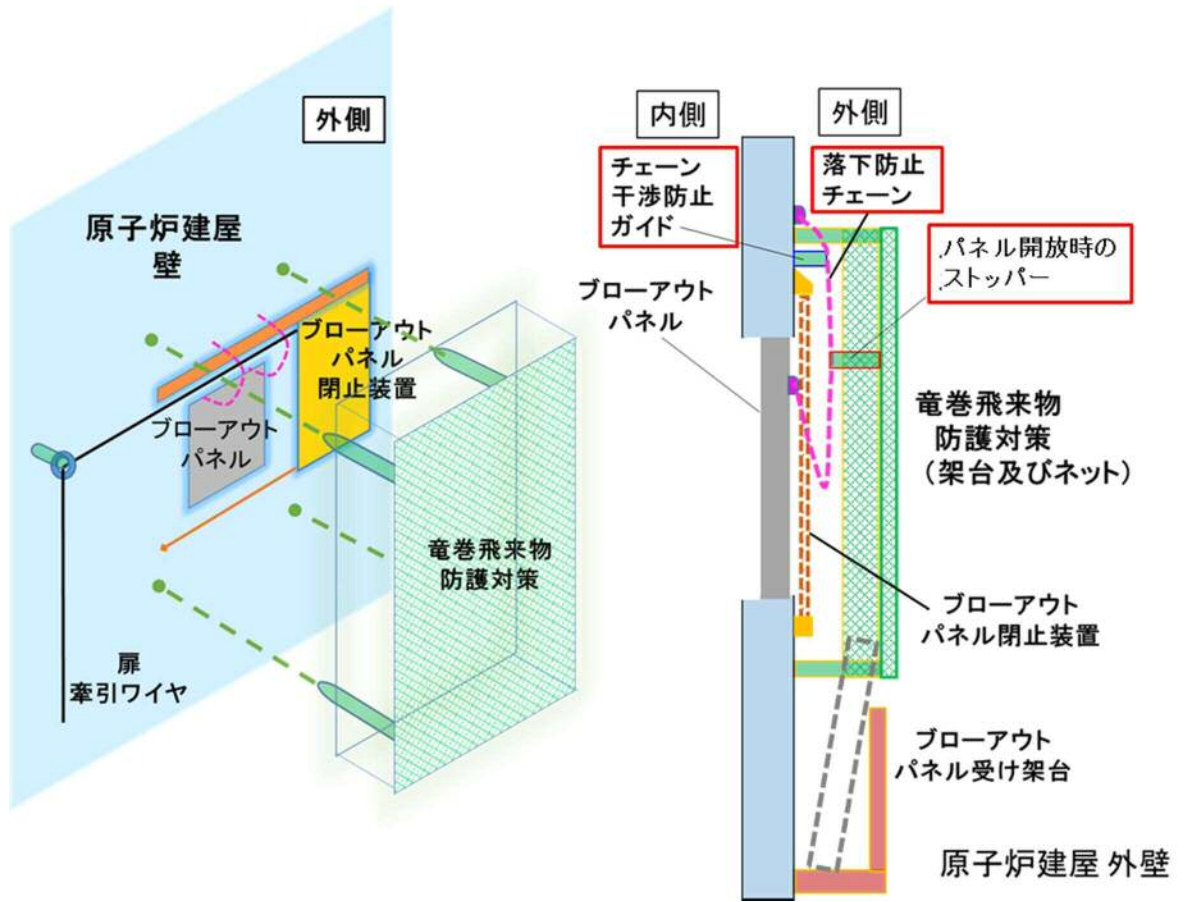 外側
原子炉建屋
壁
ブローアウト
パネル
閉止装置
ブローアウト
パネル
竜巻飛来物
防護対策
扉
牽引ワイヤ
内側
外側
チェーン
干渉防止
ガイド
落下防止
チェーン
パネル開放時の
ストッパー
ブローアウト
パネル
竜巻飛来物
防護対策
（架台及びネット）
ブローアウト
パネル閉止装置
ブローアウト
パネル受け架台
原子炉建屋 外壁